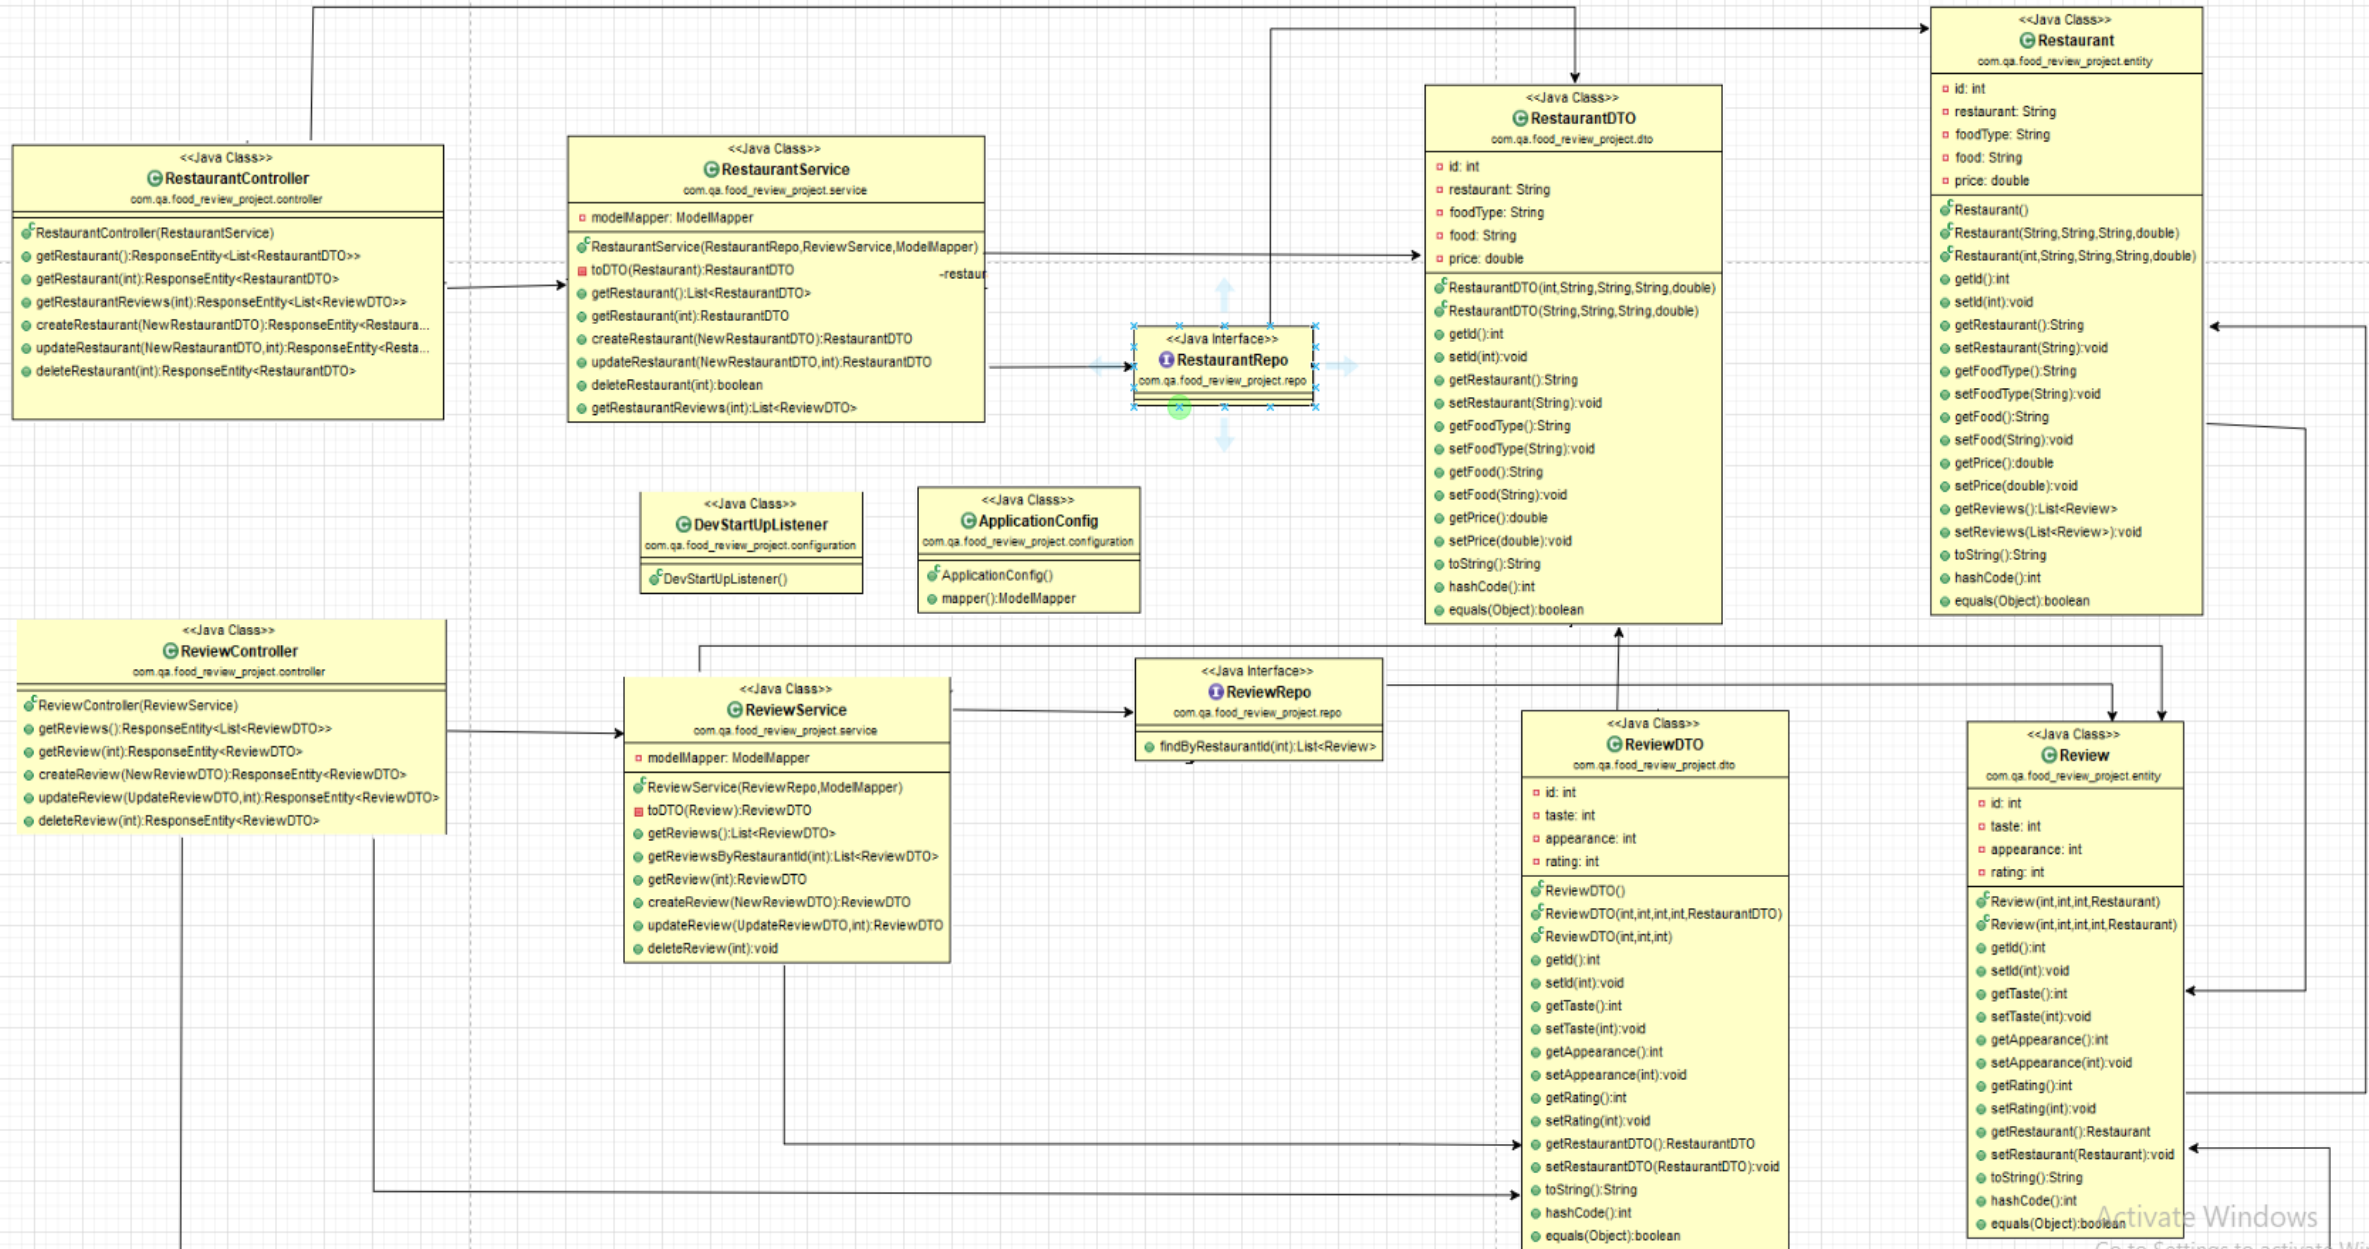 <<Java Class>>
RestaurantController
com.qa.food_review_project.controller
RestaurantController(RestaurantService)
getRestaurant():ResponseEntity<List<RestaurantDTO>>
getRestaurant(int):ResponseEntity<RestaurantDTO>
getRestaurantReviews(int):ResponseEntity<List<ReviewDTO>>
createRestaurant(NewRestaurantDTO):ResponseEntity<Restaura...
updateRestaurant(NewRestaurantDTO,int):ResponseEntity<Resta...
deleteRestaurant(int):ResponseEntity<RestaurantDTO>
<<Java Class>>
RestaurantService
com.qa.food_review_project.service
modelMapper: ModelMapper
RestaurantService(RestaurantRepo,ReviewService,ModelMapper)
toDTO(Restaurant):RestaurantDTO
-restaur
getRestaurant():List<RestaurantDTO>
getRestaurant(int):RestaurantDTO
createRestaurant(NewRestaurantDTO):RestaurantDTO
updateRestaurant(NewRestaurantDTO,int):RestaurantDTO
deleteRestaurant(int):boolean
getRestaurantReviews(int):List<ReviewDTO>
<<Java Interface>>
RestaurantRepo
com.qa.food_review_project.repo
<<Java Class>>
RestaurantDTO
com.qa.food_review_project.dto
id: int
restaurant: String
foodType: String
food: String
price: double
RestaurantDTO(int,String,String,String,double)
RestaurantDTO(String,String,String,double)
getId():int
setId(int):void
getRestaurant():String
setRestaurant(String):void
getFoodType():String
setFoodType(String):void
getFood():String
setFood(String):void
getPrice():double
setPrice(double):void
toString():String
hashCode():int
equals(Object):boolean
<<Java Class>>
Restaurant
com.qa.food_review_project.entity
id: int
restaurant: String
foodType: String
food: String
price: double
Restaurant()
Restaurant(String,String,String,double)
Restaurant(int,String,String,String,double)
getId():int
setId(int):void
getRestaurant():String
setRestaurant(String):void
getFoodType():String
setFoodType(String):void
getFood():String
setFood(String):void
getPrice():double
setPrice(double):void
getReviews():List<Review>
setReviews(List<Review>):void
toString():String
hashCode():int
equals(Object):boolean
<<Java Class>>
DevStartUpListener
com.qa.food_review_project.configuration
DevStartUpListener()
<<Java Class>>
ApplicationConfig
com.qa.food_review_project.configuration
ApplicationConfig()
mapper():ModelMapper
<<Java Class>>
ReviewController
com.qa.food_review_project.controller
ReviewController(ReviewService)
getReviews():ResponseEntity<List<ReviewDTO>>
getReview(int):ResponseEntity<ReviewDTO>
createReview(NewReviewDTO):ResponseEntity<ReviewDTO>
updateReview(UpdateReviewDTO,int):ResponseEntity<ReviewDTO>
deleteReview(int):ResponseEntity<ReviewDTO>
<<Java Class>>
ReviewService
com.qa.food_review_project.service
modelMapper: ModelMapper
ReviewService(ReviewRepo,ModelMapper)
toDTO(Review):ReviewDTO
getReviews():List<ReviewDTO>
getReviewsByRestaurantId(int):List<ReviewDTO>
getReview(int):ReviewDTO
createReview(NewReviewDTO):ReviewDTO
updateReview(UpdateReviewDTO,int):ReviewDTO
deleteReview(int):void
<<Java Interface>>
ReviewRepo
com.qa.food_review_project.repo
findByRestaurantId(int):List<Review>
<<Java Class>>
ReviewDTO
com.qa.food_review_project.dto
id: int
taste: int
appearance: int
rating: int
ReviewDTO()
ReviewDTO(int,int,int,int,RestaurantDTO)
ReviewDTO(int,int,int)
getId():int
setId(int):void
getTaste():int
setTaste(int):void
getAppearance():int
setAppearance(int):void
getRating():int
setRating(int):void
getRestaurantDTO():RestaurantDTO
setRestaurantDTO(RestaurantDTO):void
toString():String
hashCode():int
equals(Object):boolean
<<Java Class>>
Review
com.qa.food_review_project.entity
id: int
taste: int
appearance: int
rating: int
Review(int,int,int,Restaurant)
Review(int,int,int,int,Restaurant)
getId():int
setId(int):void
getTaste():int
setTaste(int):void
getAppearance():int
setAppearance(int):void
getRating():int
setRating(int):void
getRestaurant():Restaurant
setRestaurant(Restaurant):void
toString():String
hashCode():int
equals(Object):boolean
Activate Windows